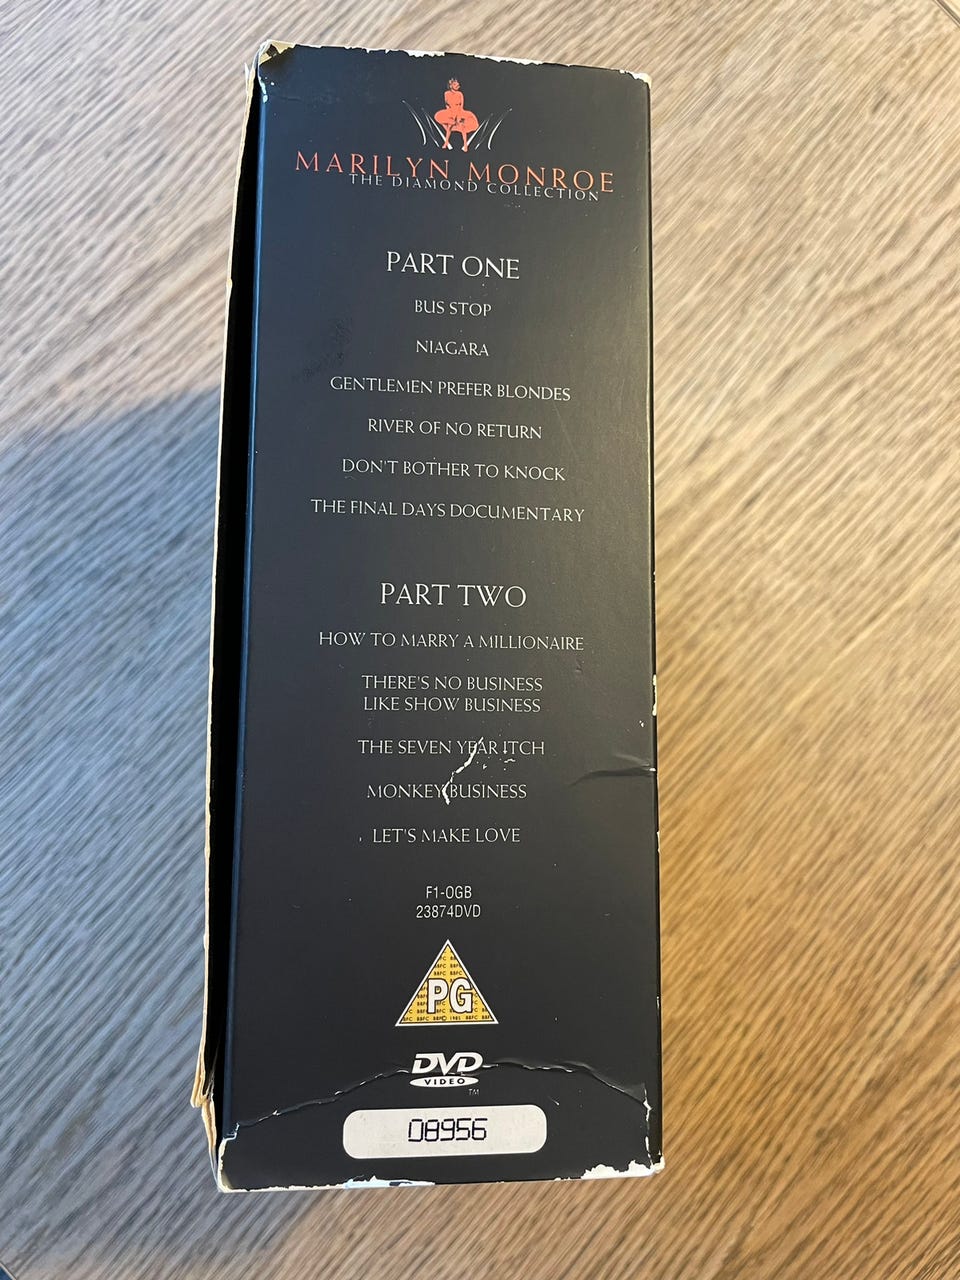 MARILYN MONROE
THE DIAMOND COLLECTION
PART ONE
BUS STOP
NIAGARA
GENTLEMEN PREFER BLONDES
RIVER OF NO RETURN
DON'T BOTHER TO KNOCK
THE FINAL DAYS DOCUMENTARY
PART TWO
HOW TO MARRY A MILLIONAIRE
THERE'S NO BUSINESS
LIKE SHOW BUSINESS
THE SEVEN YEAR ITCH
MONKEY BUSINESS
LET'S MAKE LOVE
F1-OGB
23874DVD
PG
DVD
VIDEO
TM
08956